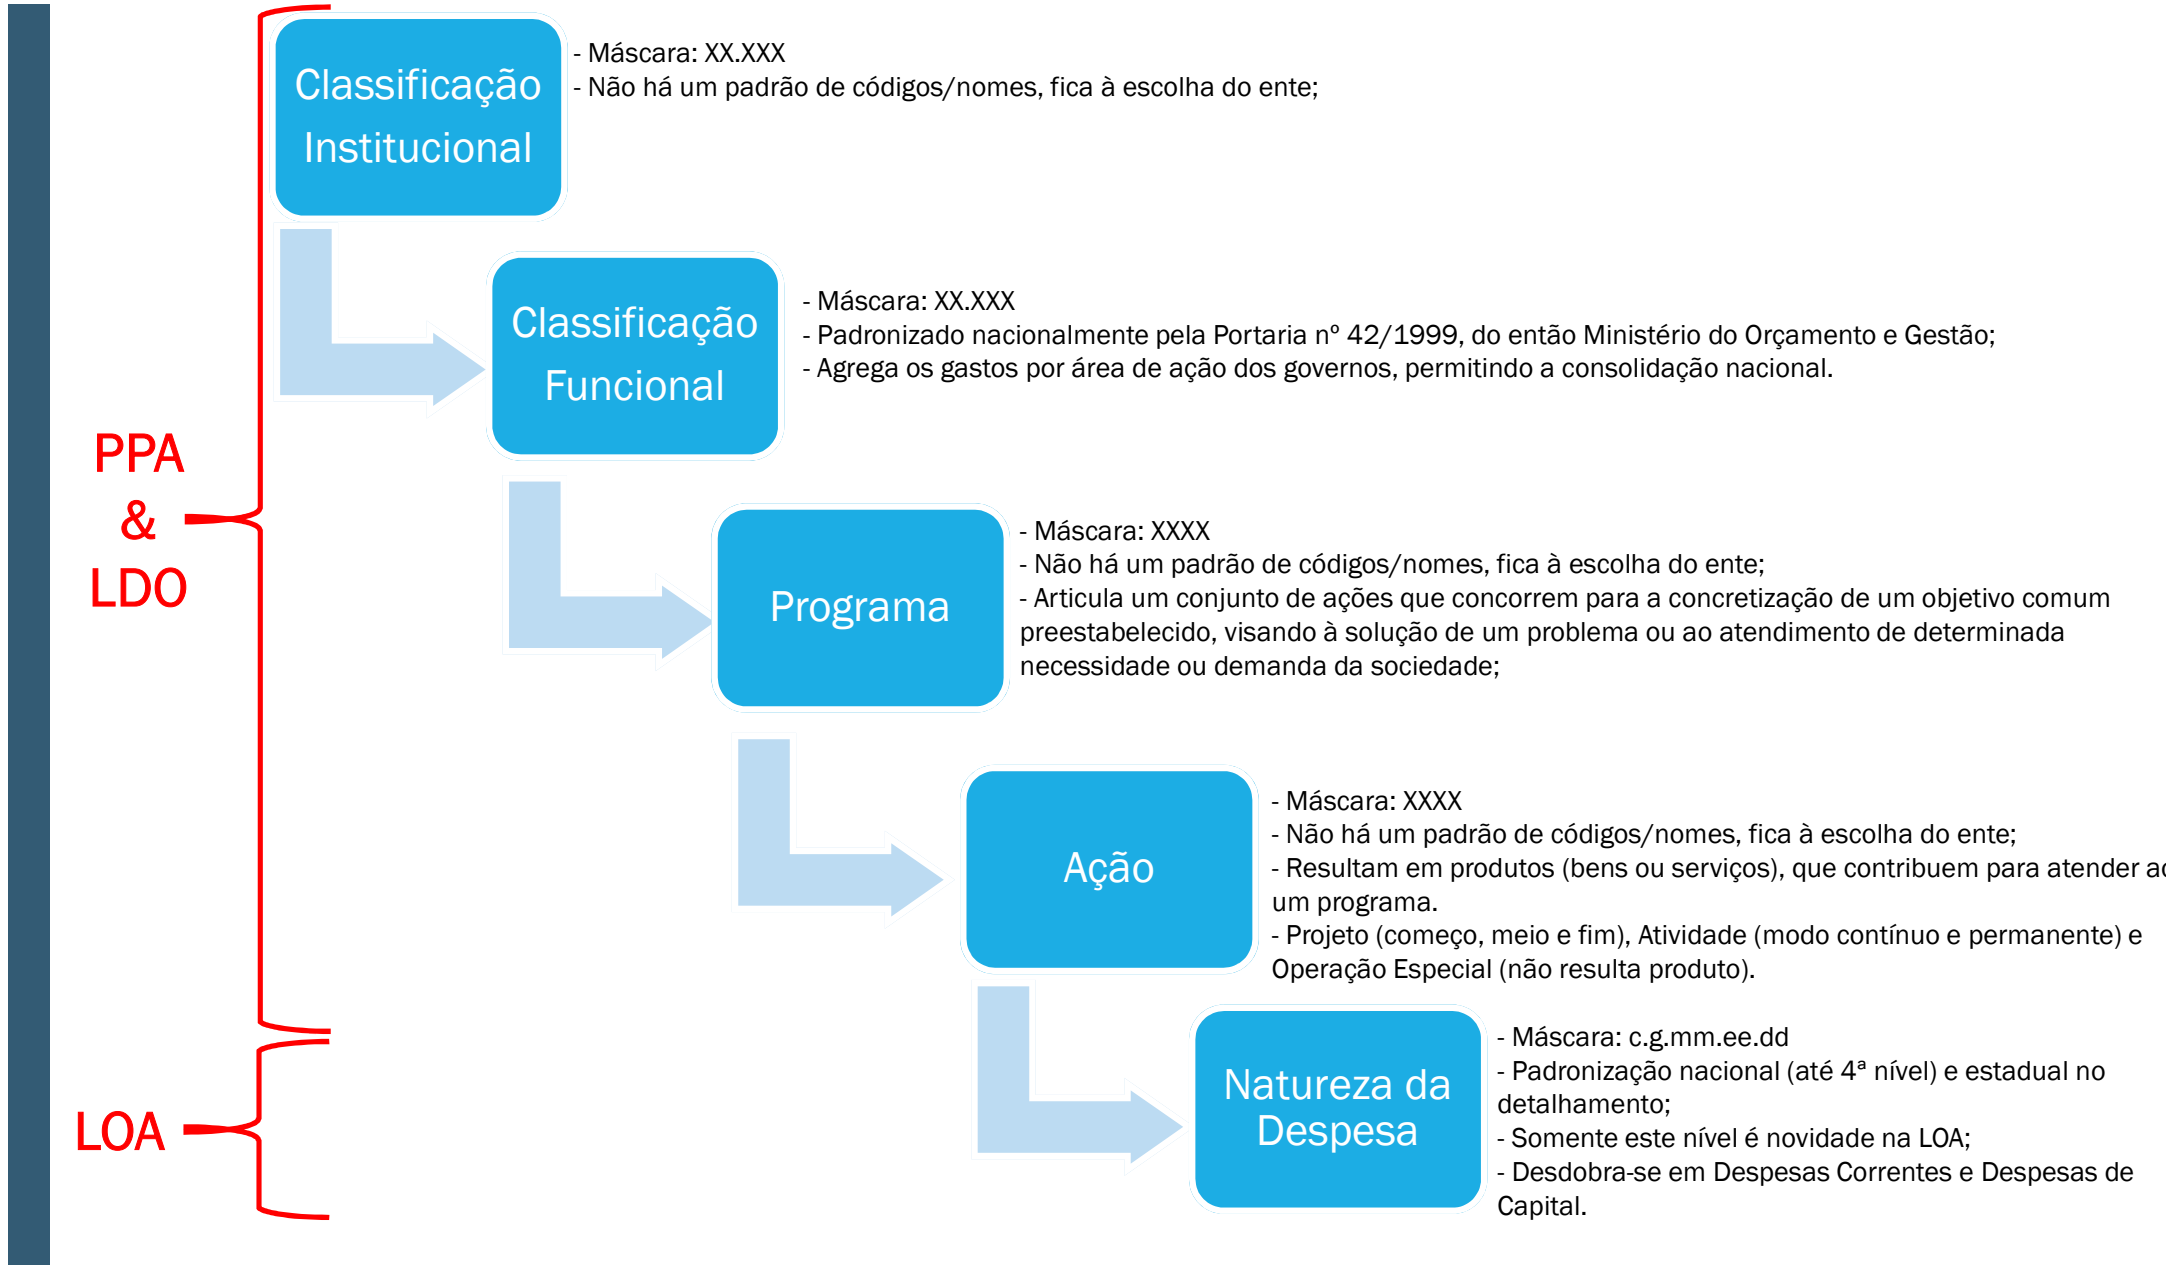 Classificação
Institucional
- Máscara: XX.XXX
- Não há um padrão de códigos/nomes, fica à escolha do ente;
Classificação
Funcional
- Máscara: XX.XXX
- Padronizado nacionalmente pela Portaria nº 42/1999, do então Ministério do Orçamento e Gestão;
- Agrega os gastos por área de ação dos governos, permitindo a consolidação nacional.
PPA
&
LDO
Programa
- Máscara: XXXX
- Não há um padrão de códigos/nomes, fica à escolha do ente;
- Articula um conjunto de ações que concorrem para a concretização de um objetivo comum
preestabelecido, visando à solução de um problema ou ao atendimento de determinada
necessidade ou demanda da sociedade;
Ação
- Máscara: XXXX
- Não há um padrão de códigos/nomes, fica à escolha do ente;
- Resultam em produtos (bens ou serviços), que contribuem para atender
um programa.
- Projeto (começo, meio e fim), Atividade (modo contínuo e permanente) e
Operação Especial (não resulta produto).
LOA
Natureza da
Despesa
- Máscara: c.g.mm.ee.dd
- Padronização nacional (até 4ª nível) e estadual no
detalhamento;
- Somente este nível é novidade na LOA;
- Desdobra-se em Despesas Correntes e Despesas de
Capital.